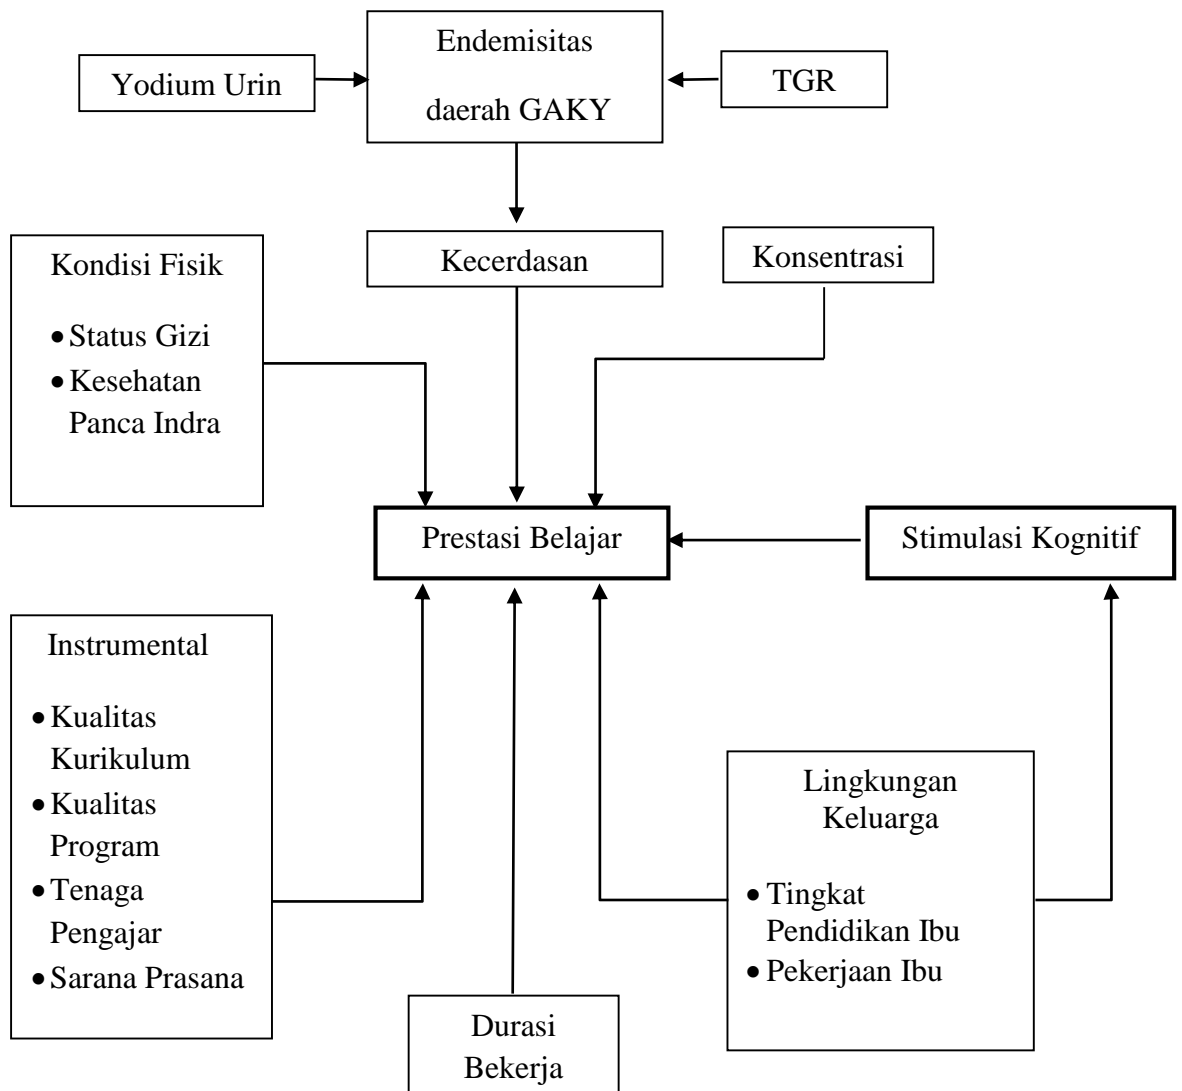 Endemisitas
daerah GAKY
Yodium Urin
TGR
Kondisi Fisik
• Status Gizi
• Kesehatan
Panca Indra
Kecerdasan
Konsentrasi
Prestasi Belajar
Stimulasi Kognitif
Instrumental
• Kualitas
Kurikulum
• Kualitas
Program
• Tenaga
Pengajar
• Sarana Prasana
Lingkungan
Keluarga
• Tingkat
Pendidikan Ibu
• Pekerjaan Ibu
Durasi
Bekerja